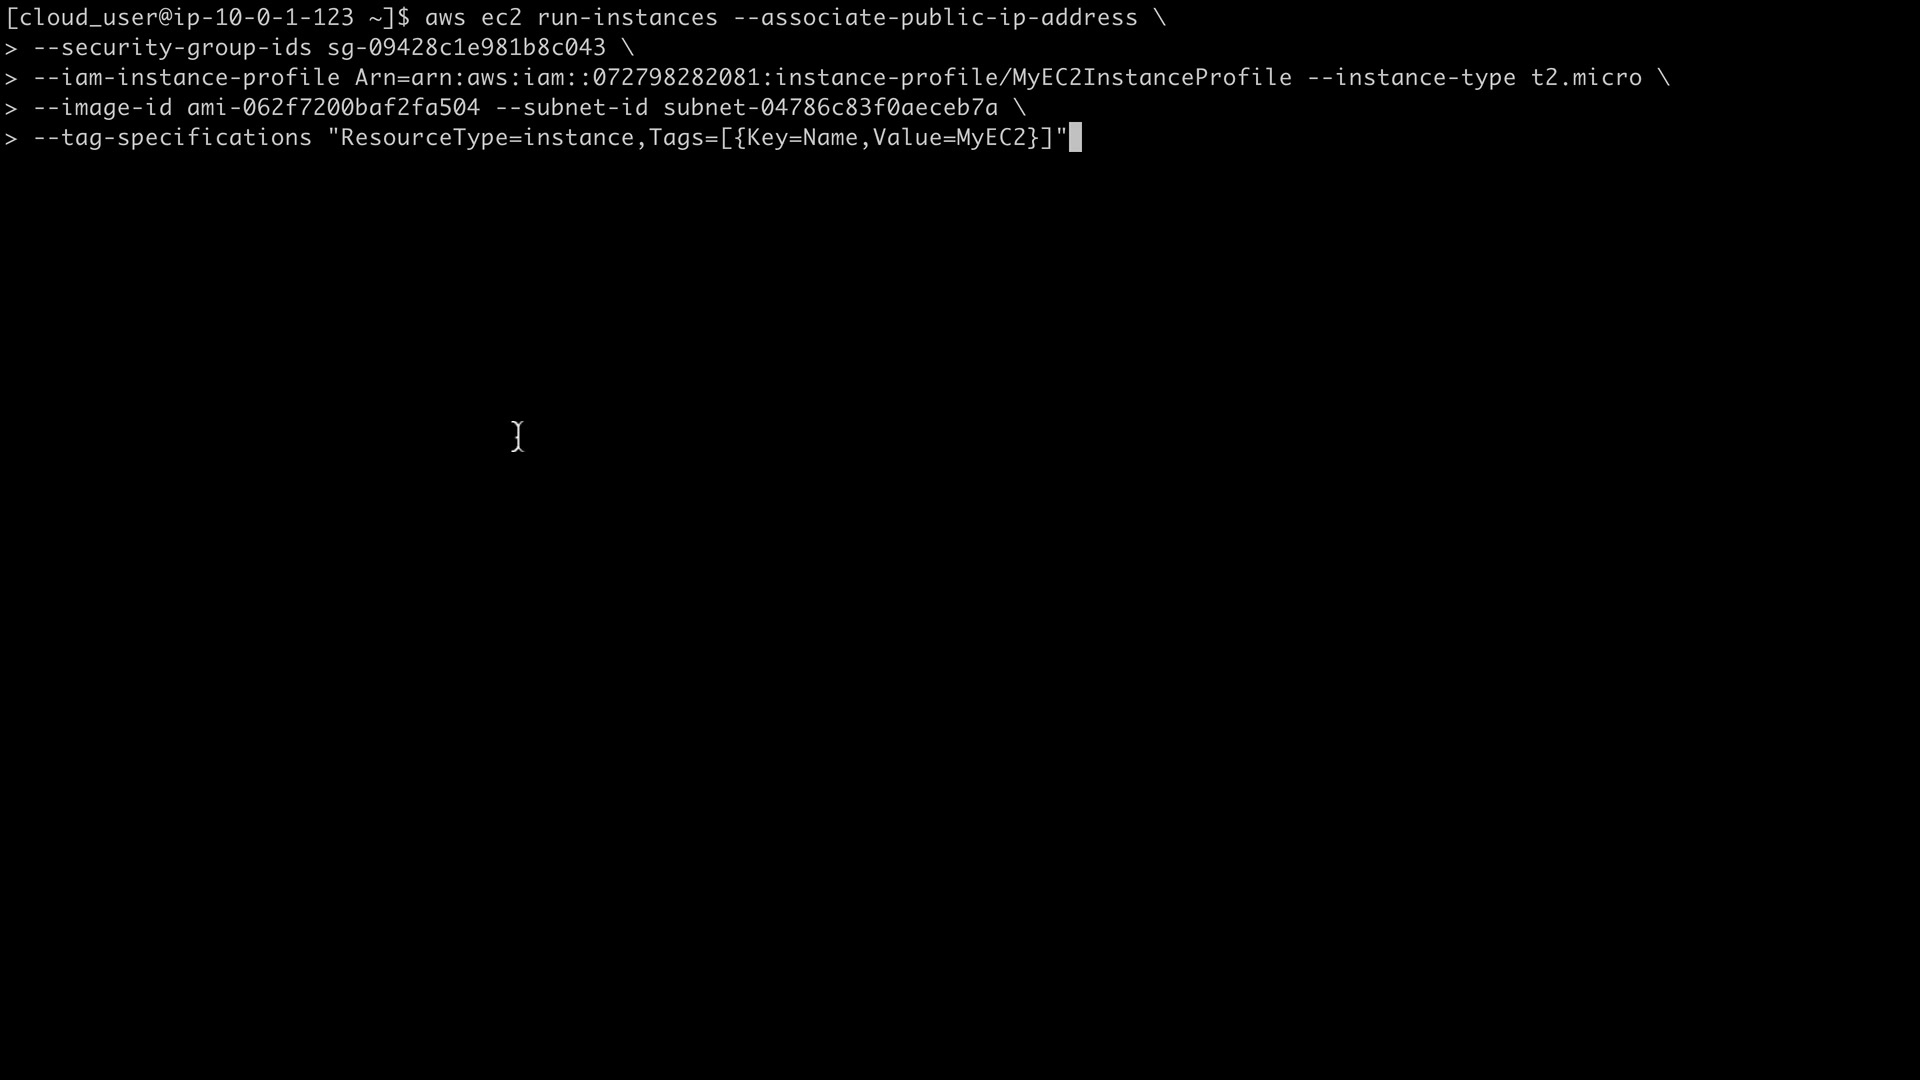 [cloud_user@ip-10-0-1-123 ~]$ aws ec2 run-instances --associate-public-ip-address \
> --security-group-ids sg-09428c1e981b8c043 \
> --iam-instance-profile Arn=arn:aws:iam::072798282081:instance-profile/MyEC2InstanceProfile --instance-type t2.micro \
> --image-id ami-062f7200baf2fa504 --subnet-id subnet-04786c83f0aeceb7a \
> --tag-specifications "ResourceType=instance,Tags=[{Key=Name,Value=MyEC2}]"